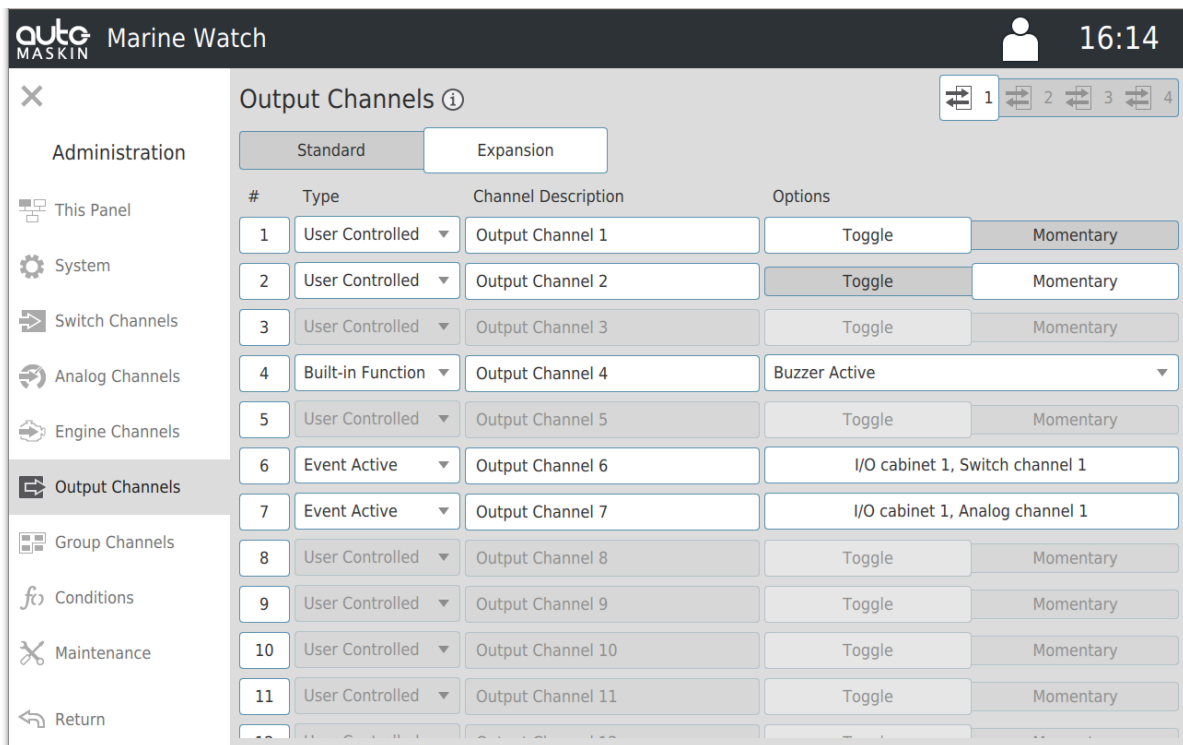 auto MASKIN Marine Watch 16:14
Output Channels i 1 2 3 4
Administration
Standard Expansion
# Type Channel Description Options
This Panel
1 User Controlled Output Channel 1 Toggle Momentary
System
2 User Controlled Output Channel 2 Toggle Momentary
Switch Channels
3 User Controlled Output Channel 3 Toggle Momentary
Analog Channels
4 Built-in Function Output Channel 4 Buzzer Active
Engine Channels
5 User Controlled Output Channel 5 Toggle Momentary
6 Event Active Output Channel 6 I/O cabinet 1, Switch channel 1
Output Channels
7 Event Active Output Channel 7 I/O cabinet 1, Analog channel 1
Group Channels
8 User Controlled Output Channel 8 Toggle Momentary
Conditions
9 User Controlled Output Channel 9 Toggle Momentary
Maintenance
10 User Controlled Output Channel 10 Toggle Momentary
11 User Controlled Output Channel 11 Toggle Momentary
Return